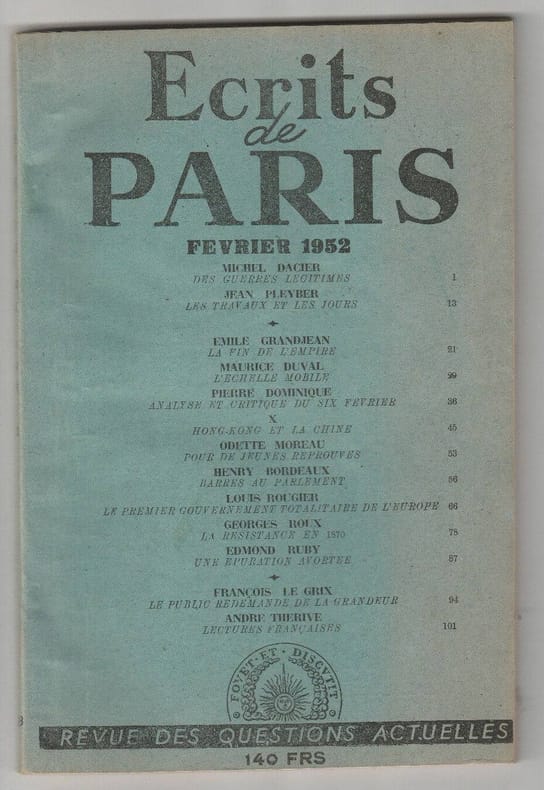 Ecrits
de
PARIS
FEVRIER 1952
MICHEL DACIER
DES GUERRES LEGITIMES 1
JEAN PLEYBER
LES TRAVAUX ET LES JOURS 13
EMILE GRANDJEAN
LA FIN DE L'EMPIRE 21
MAURICE DUVAL
L'ECHELLE MOBILE 29
PIERRE DOMINIQUE
ANALYSE ET CRITIQUE DU SIX FEVRIER 36
X
HONG-KONG ET LA CHINE 45
ODETTE MOREAU
POUR DE JEUNES REPROUVES 53
HENRY BORDEAUX
BARRES AU PARLEMENT 56
LOUIS ROUGIER
LE PREMIER GOUVERNEMENT TOTALITAIRE DE L'EUROPE 66
GEORGES ROUX
LA RESISTANCE EN 1870 78
EDMOND RUBY
UNE EPURATION AVORTEE 87
FRANÇOIS LE GRIX
LE PUBLIC REDEMANDE DE LA GRANDEUR 94
ANDRE THERIVE
LECTURES FRANÇAISES 101
FOVET · ET · DISCVTIT
REVUE DES QUESTIONS ACTUELLES
140 FRS